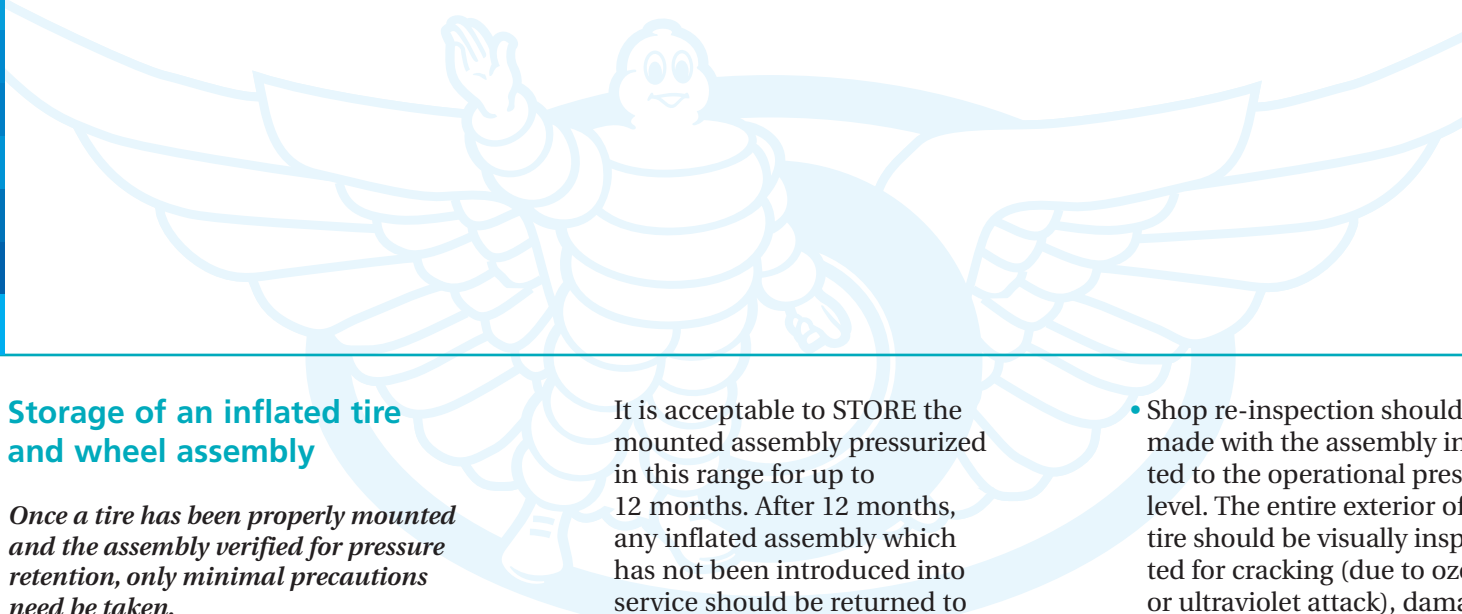 Storage of an inflated tire
and wheel assembly
Once a tire has been properly mounted
and the assembly verified for pressure
retention, only minimal precautions
need be taken.
It is acceptable to STORE the
mounted assembly pressurized
in this range for up to
12 months. After 12 months,
any inflated assembly which
has not been introduced into
service should be returned to
• Shop re-inspection should
made with the assembly in
ted to the operational pres
level. The entire exterior of
tire should be visually insp
ted for cracking (due to oz
or ultraviolet attack), dama